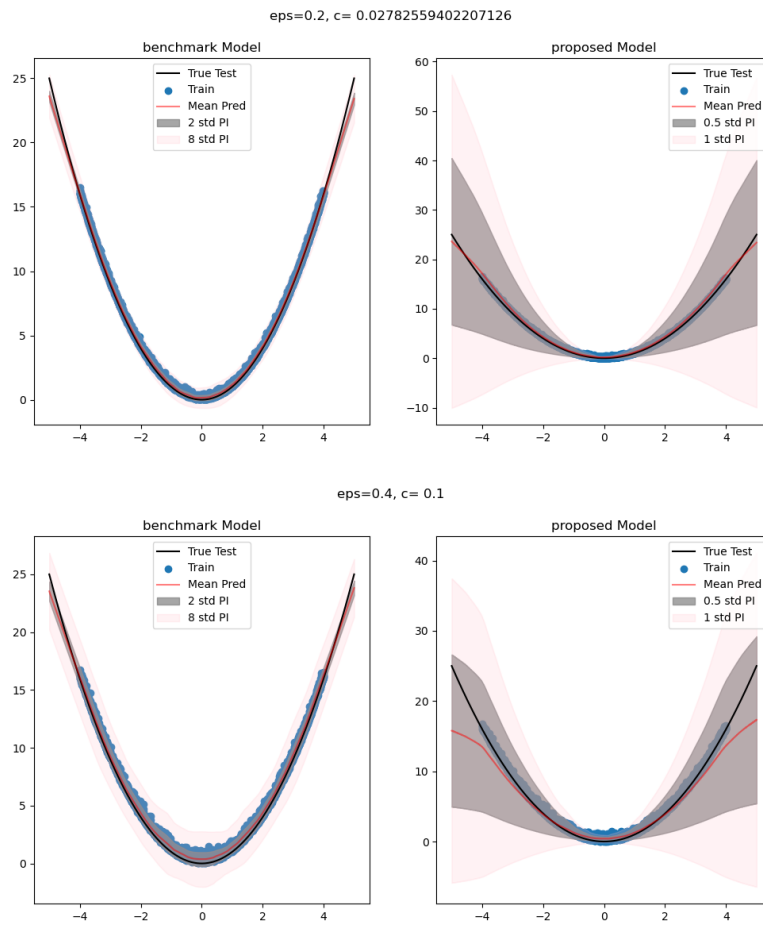 eps=0.2, c= 0.02782559402207126
benchmark Model
True Test
Train
Mean Pred
2 std PI
8 std PI
25
20
15
10
5
0
−4
−2
0
2
4
proposed Model
True Test
Train
Mean Pred
0.5 std PI
1 std PI
60
50
40
30
20
10
0
−10
−4
−2
0
2
4
eps=0.4, c= 0.1
benchmark Model
True Test
Train
Mean Pred
2 std PI
8 std PI
25
20
15
10
5
0
−4
−2
0
2
4
proposed Model
True Test
Train
Mean Pred
0.5 std PI
1 std PI
40
30
20
10
0
−4
−2
0
2
4